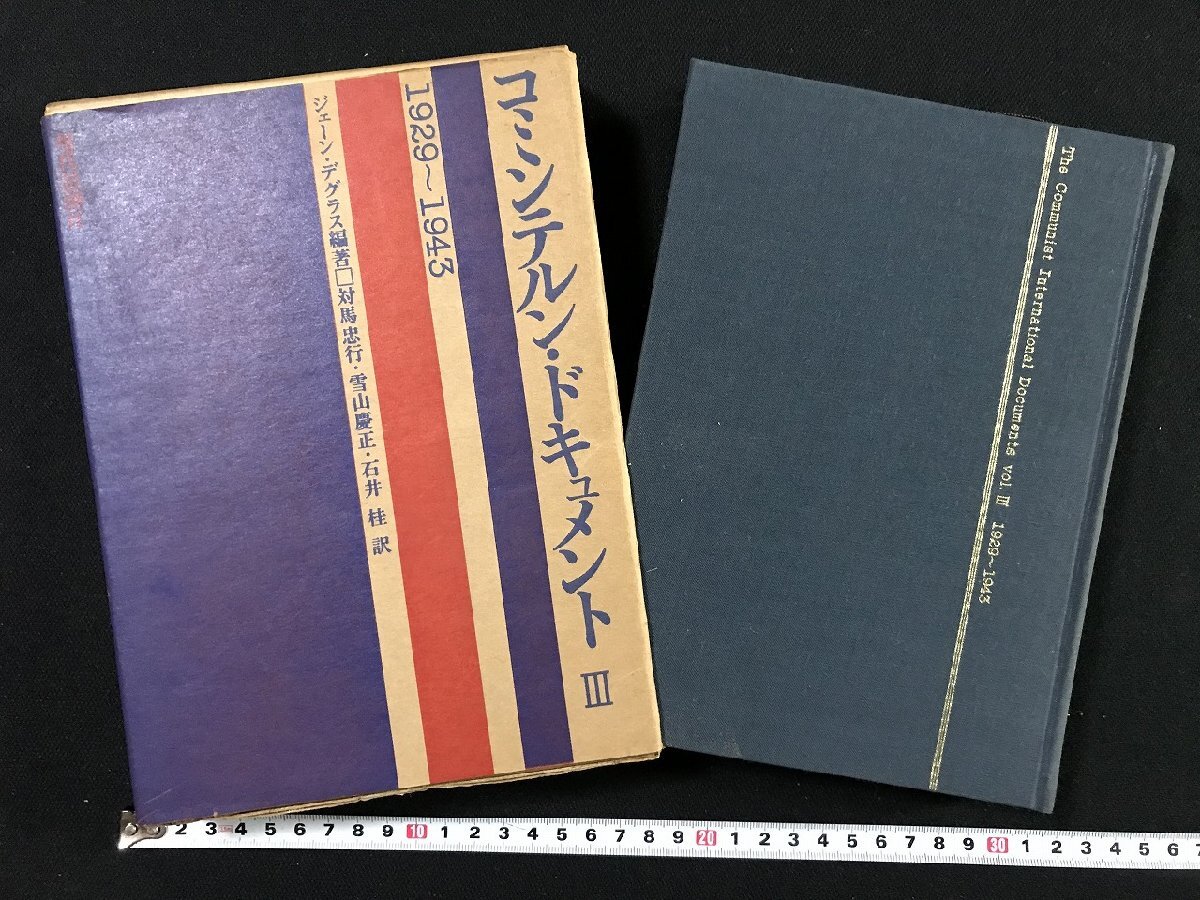 コミンテルン・ドキュメント III
1929~1943
ジェーン・デグラス編著□対馬忠行・雪山慶正・石井 桂 訳
The Communist International Documents vol. III 1929~1943
2 3 4 5 6 7 8 9 10 1 2 3 4 5 6 7 8 9 20 1 2 3 4 5 6 7 8 9 30 1 2 3 4 5 6 7